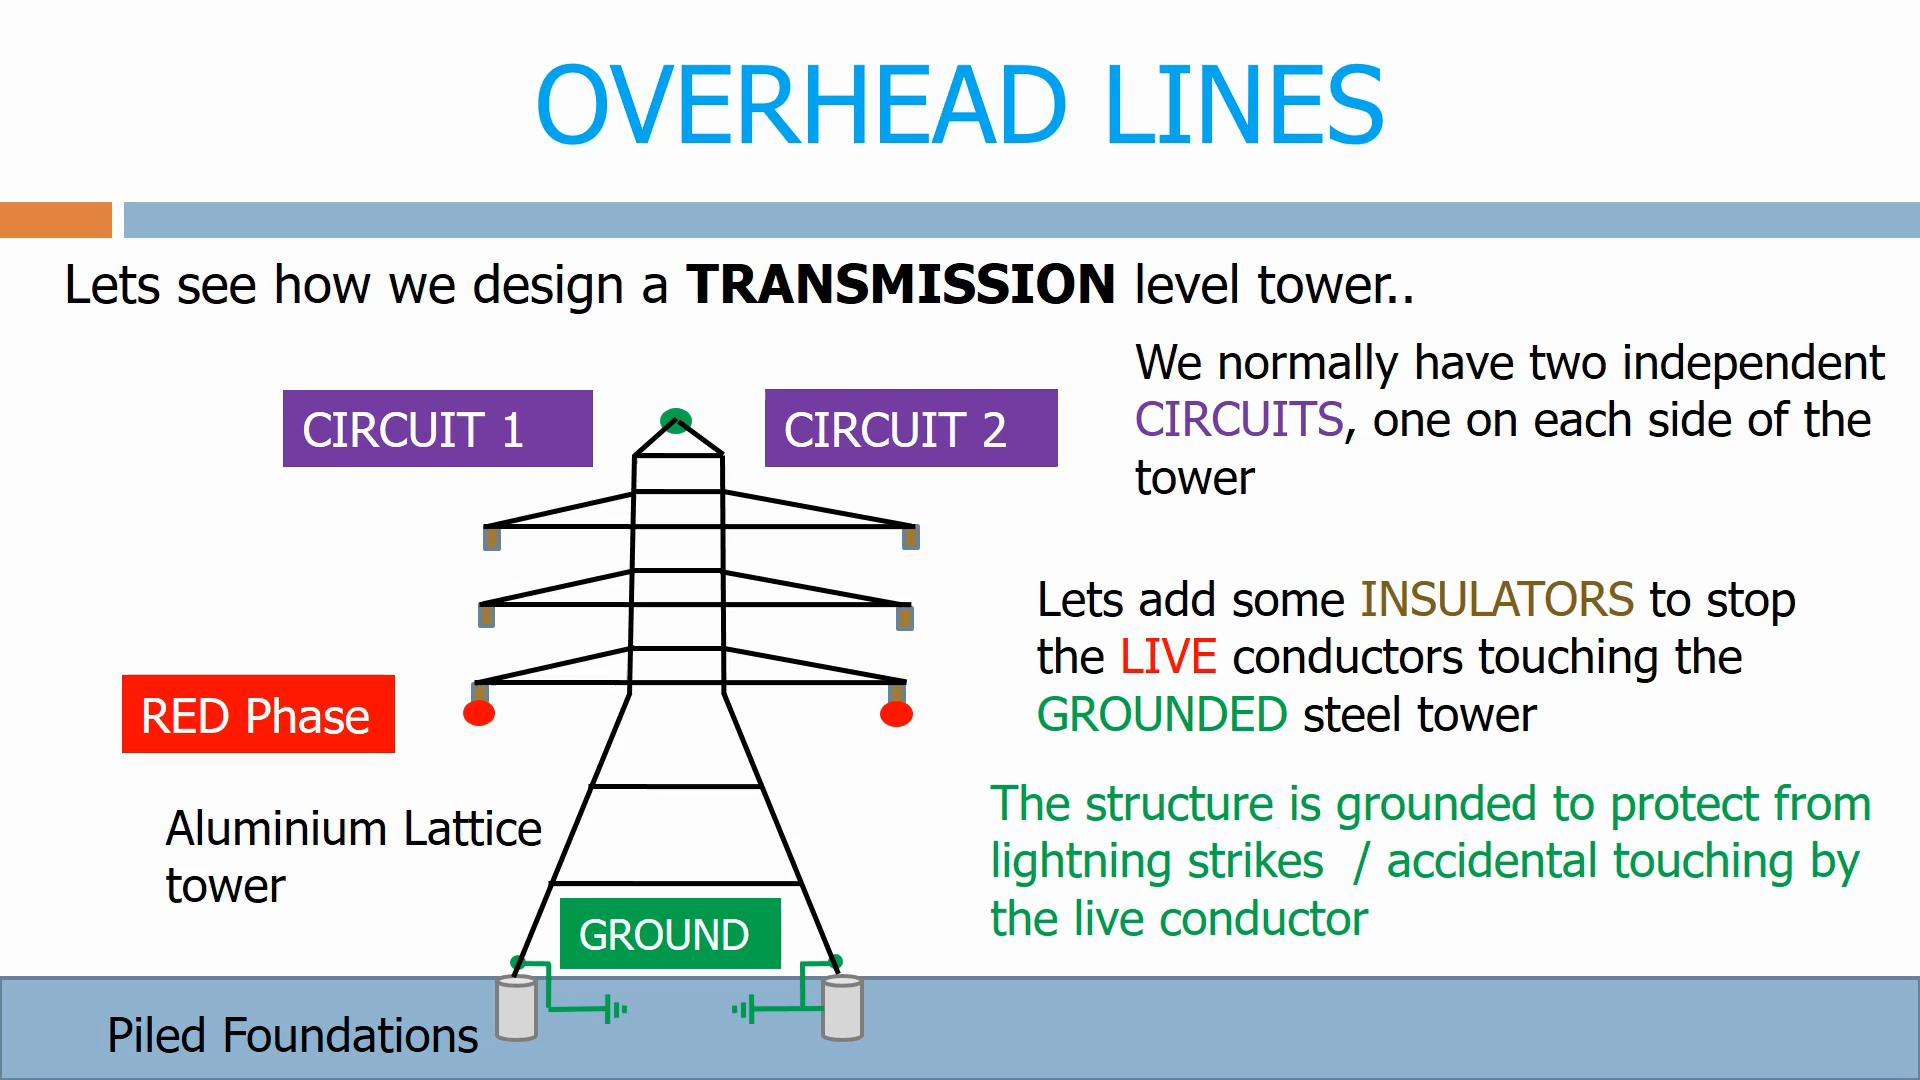 OVERHEAD LINES
Lets see how we design a TRANSMISSION level tower..
We normally have two independent
CIRCUITS, one on each side of the
tower
CIRCUIT 1
CIRCUIT 2
Lets add some INSULATORS to stop
the LIVE conductors touching the
GROUNDED steel tower
RED Phase
The structure is grounded to protect from
lightning strikes / accidental touching by
the live conductor
Aluminium Lattice
tower
GROUND
Piled Foundations